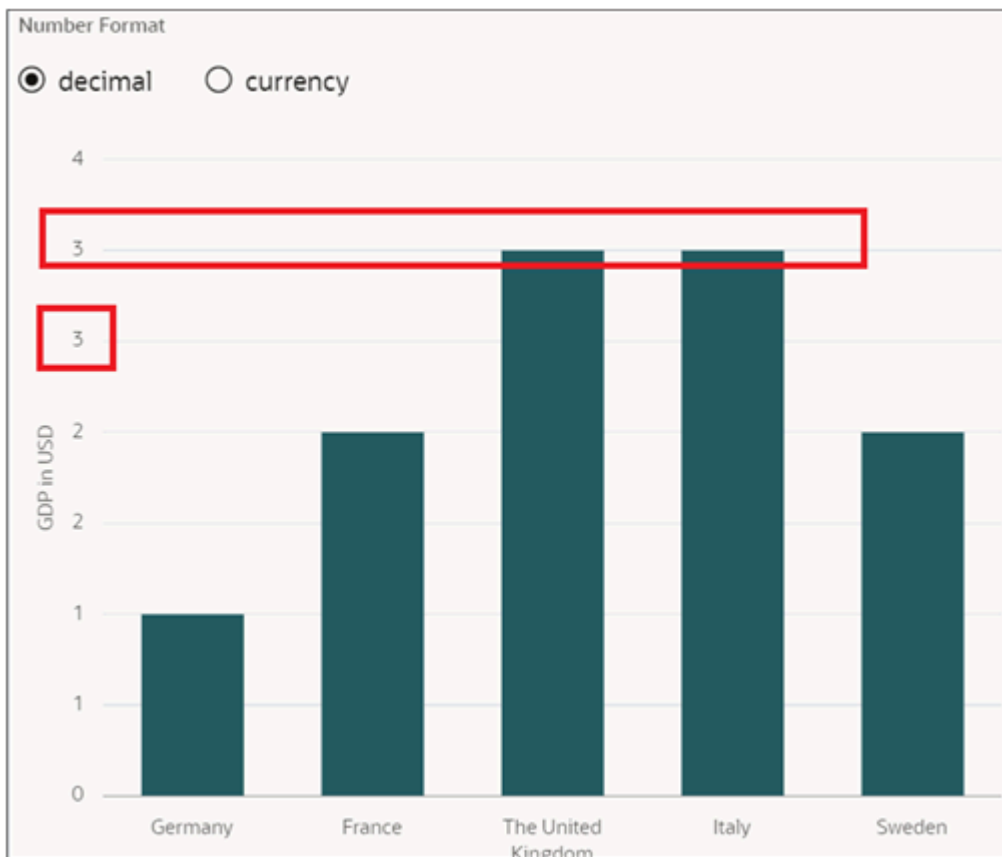 Number Format
decimal currency
4
3
3
2
2
1
1
0
GDP in USD
Germany France The United Kingdom Italy Sweden